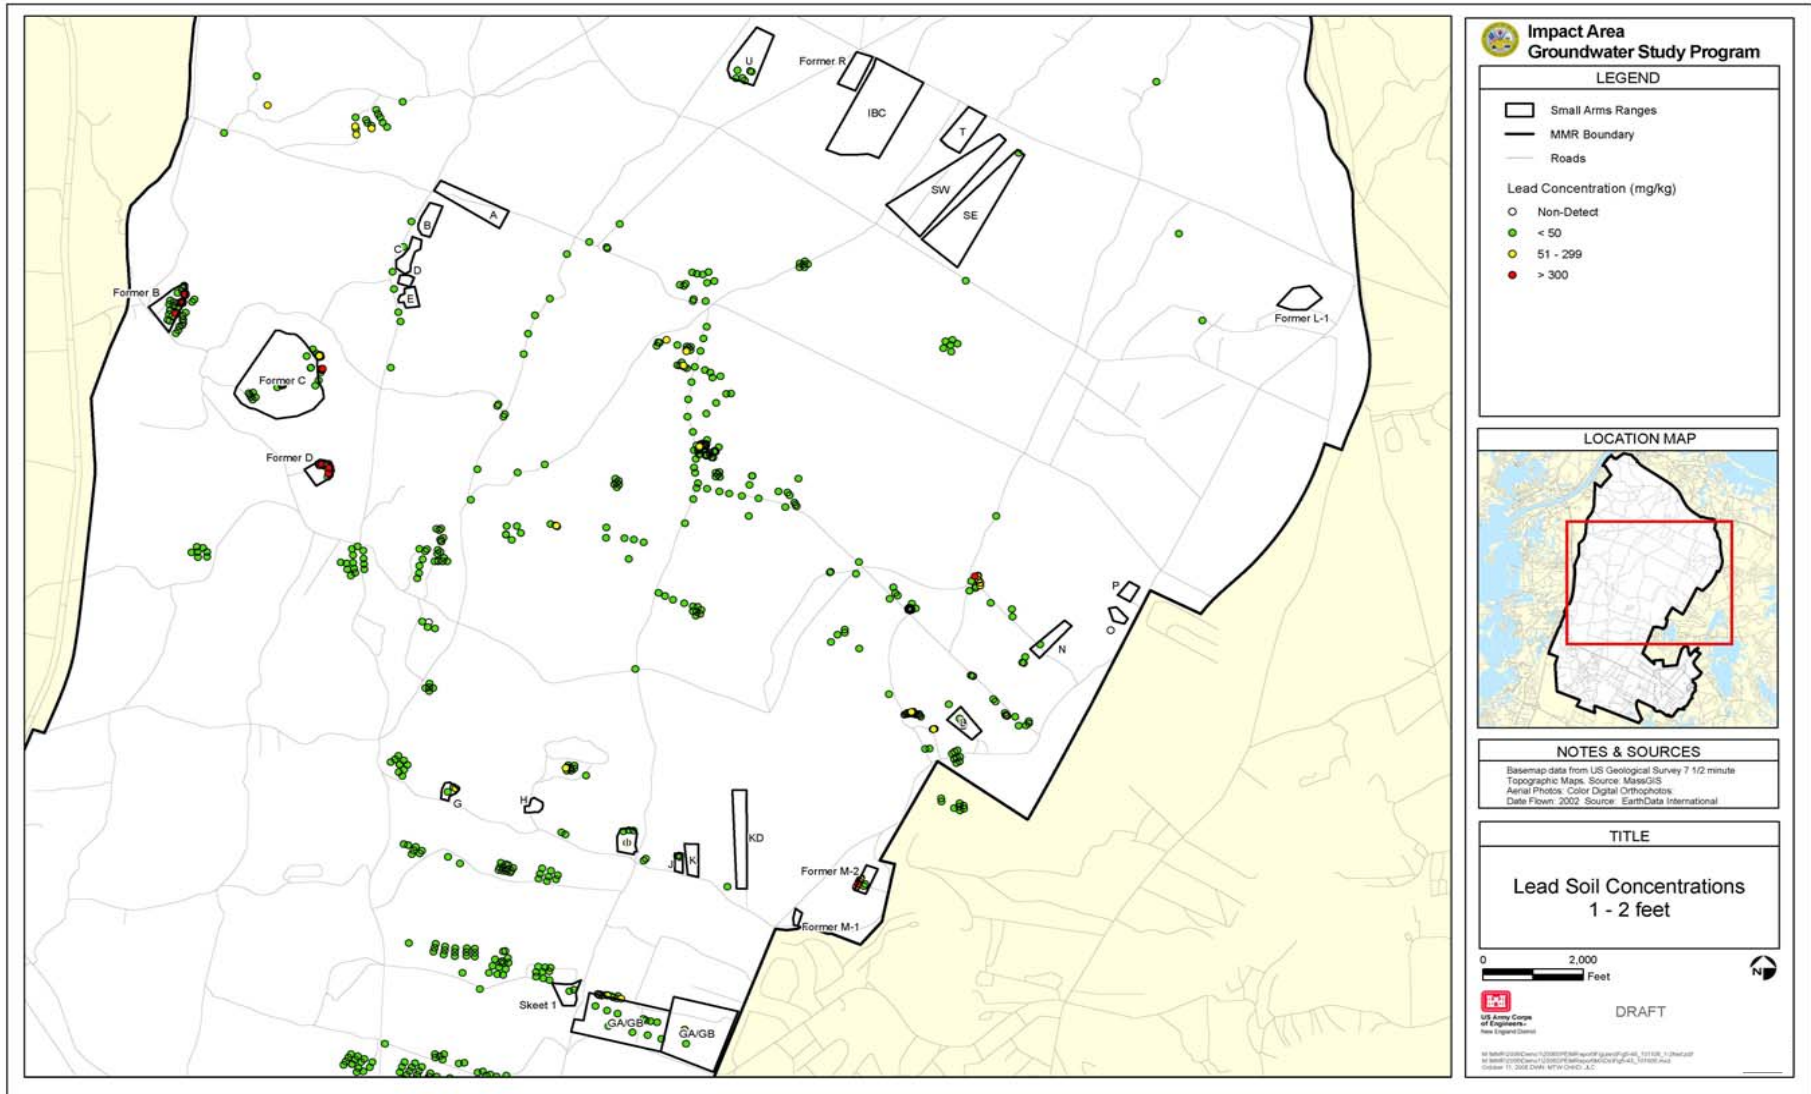 Impact Area
Groundwater Study Program
LEGEND
Small Arms Ranges
MMR Boundary
Roads
Lead Concentration (mg/kg)
Non-Detect
< 50
51 - 299
> 300
LOCATION MAP
NOTES & SOURCES
Basemap data from US Geological Survey 7 1/2 minute
Topographic Maps. Source: MassGIS
Aerial Photos: Color Digital Orthophotos.
Date Flown: 2002 Source: EarthData International
TITLE
Lead Soil Concentrations
1 - 2 feet
0 2,000
Feet
N
US Army Corps
of Engineers
New England District
DRAFT
U
Former R
IBC
T
SW
SE
A
B
C
D
E
Former B
Former L-1
Former C
Former D
P
O
N
G
H
KD
J
K
Former M-2
Former M-1
Skeet 1
GA/GB
GA/GB